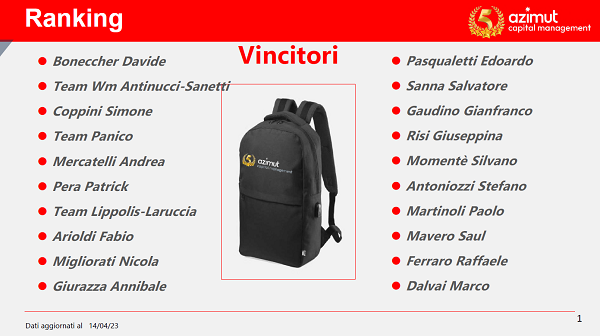 Ranking
5 azimut
capital management
Vincitori
Boneccher Davide
Team Wm Antinucci-Sanetti
Coppini Simone
Team Panico
Mercatelli Andrea
Pera Patrick
Team Lippolis-Laruccia
Arioldi Fabio
Migliorati Nicola
Giurazza Annibale
5 azimut
capital management
Pasqualetti Edoardo
Sanna Salvatore
Gaudino Gianfranco
Risi Giuseppina
Momentè Silvano
Antoniozzi Stefano
Martinoli Paolo
Mavero Saul
Ferraro Raffaele
Dalvai Marco
Dati aggiornati al 14/04/23
1